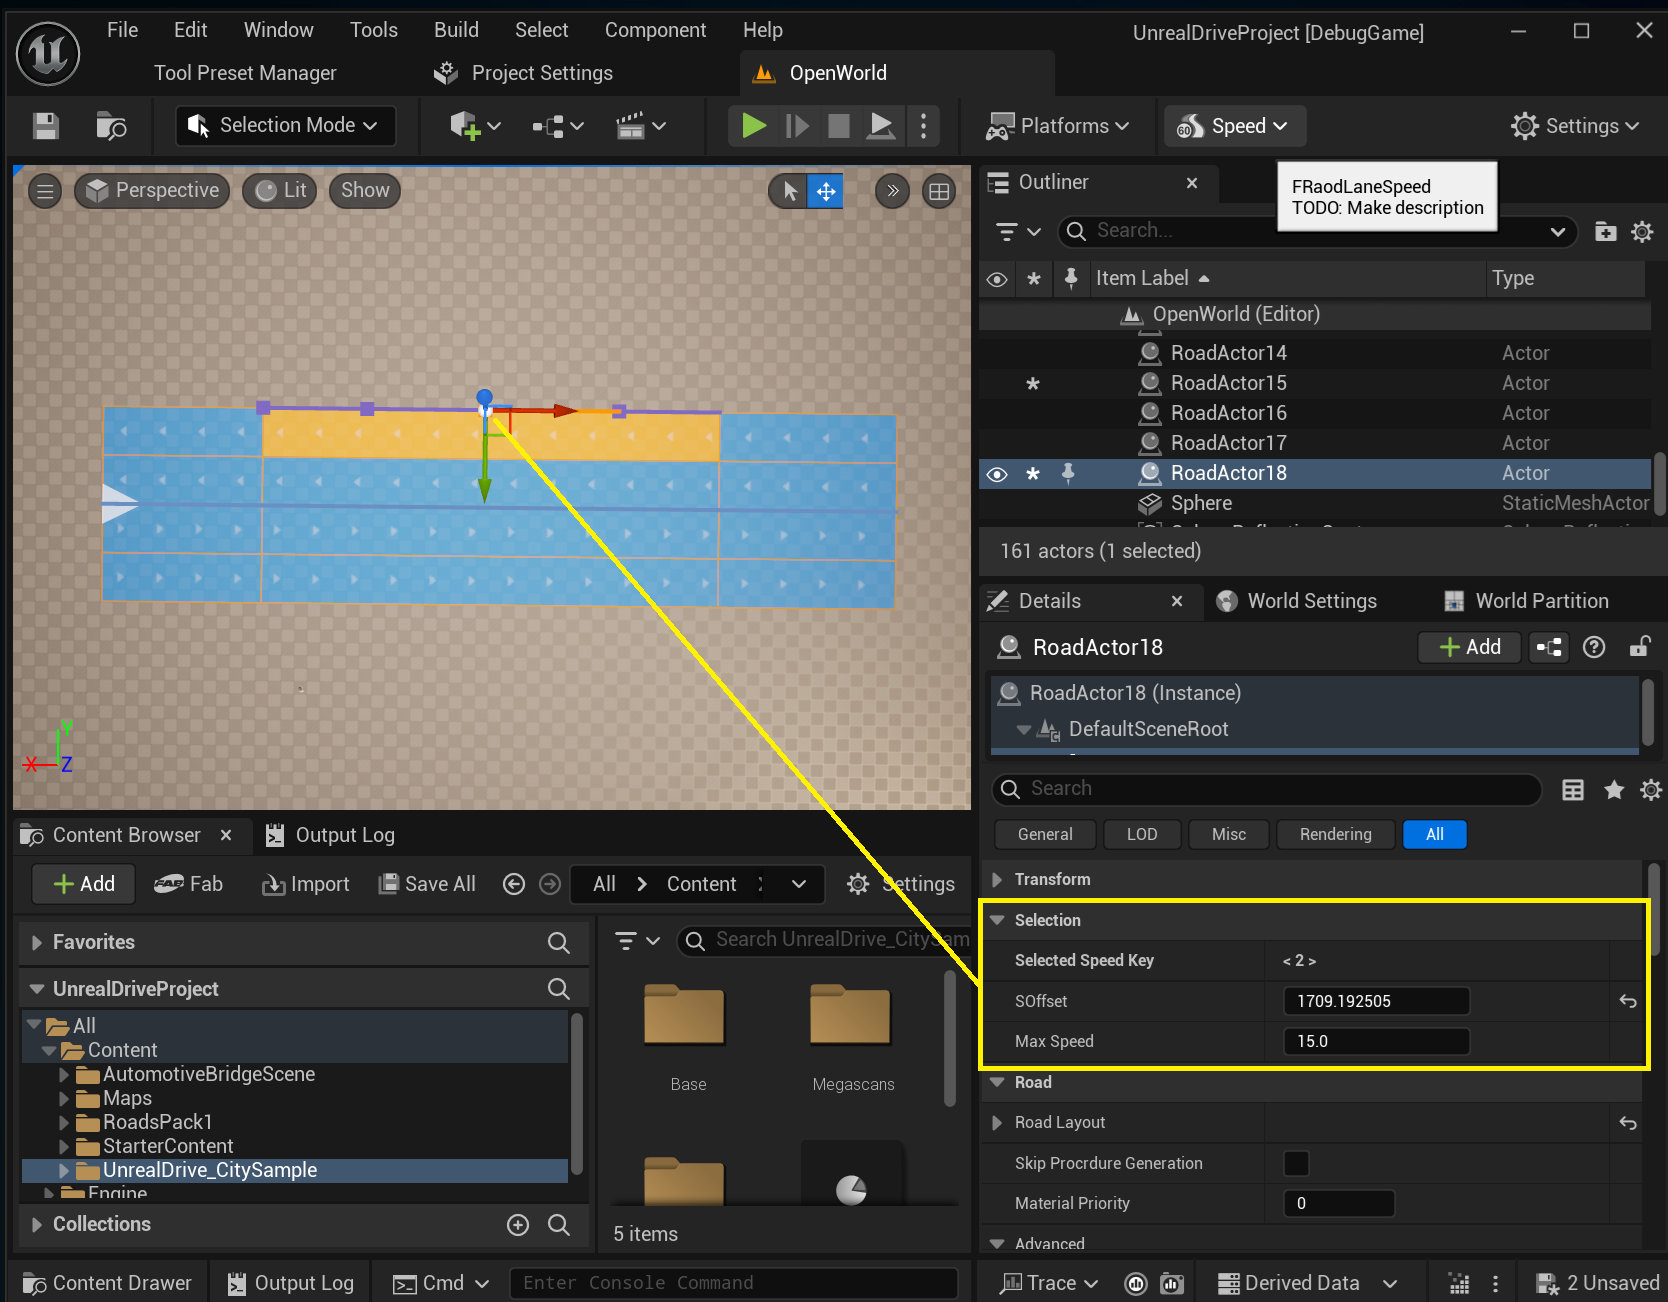 File Edit Window Tools Build Select Component Help
UnrealDriveProject [DebugGame]
Tool Preset Manager
Project Settings
OpenWorld
Selection Mode
Platforms
60
Speed
Settings
FRaodLaneSpeed
TODO: Make description
Perspective
Lit
Show
Outliner
Search...
Item Label
Type
OpenWorld (Editor)
RoadActor14 Actor
RoadActor15 Actor
RoadActor16 Actor
RoadActor17 Actor
RoadActor18 Actor
Sphere StaticMeshActor
161 actors (1 selected)
Details
World Settings
World Partition
RoadActor18
Add
RoadActor18 (Instance)
DefaultSceneRoot
Search
General LOD Misc Rendering All
Transform
Selection
Selected Speed Key < 2 >
SOffset 1709.192505
Max Speed 15.0
Road
Road Layout
Skip Procrdure Generation
Material Priority 0
Advanced
X Y Z
Content Browser
Output Log
Add
FAB
Fab
Import
Save All
All > Content
Settings
Favorites
Search UnrealDrive_CitySam
UnrealDriveProject
All
Content
AutomotiveBridgeScene
Maps
RoadsPack1
StarterContent
UnrealDrive_CitySample
Engine
Collections
Base
Megascans
5 items
Content Drawer
Output Log
Cmd
Enter Console Command
Trace
Derived Data
2 Unsaved